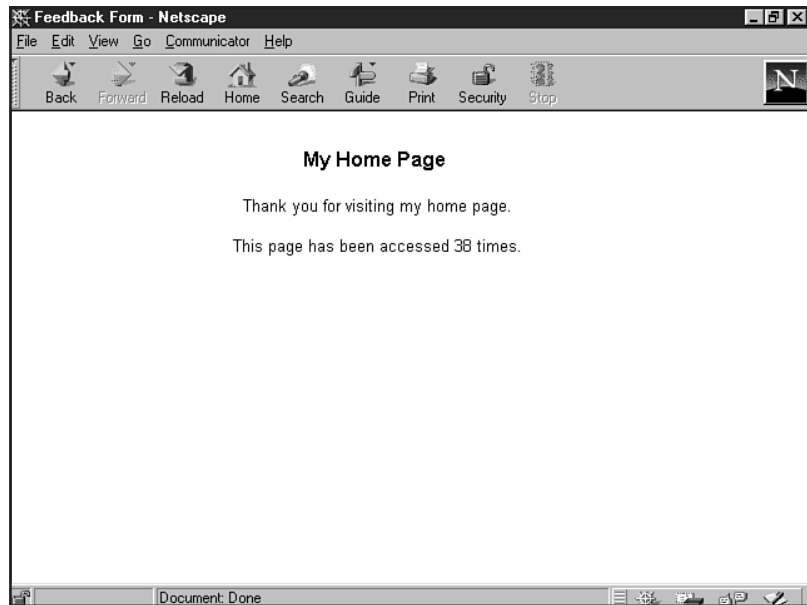 Feedback Form - Netscape
File Edit View Go Communicator Help
Back Forward Reload Home Search Guide Print Security Stop
N
My Home Page
Thank you for visiting my home page.
This page has been accessed 38 times.
Document: Done